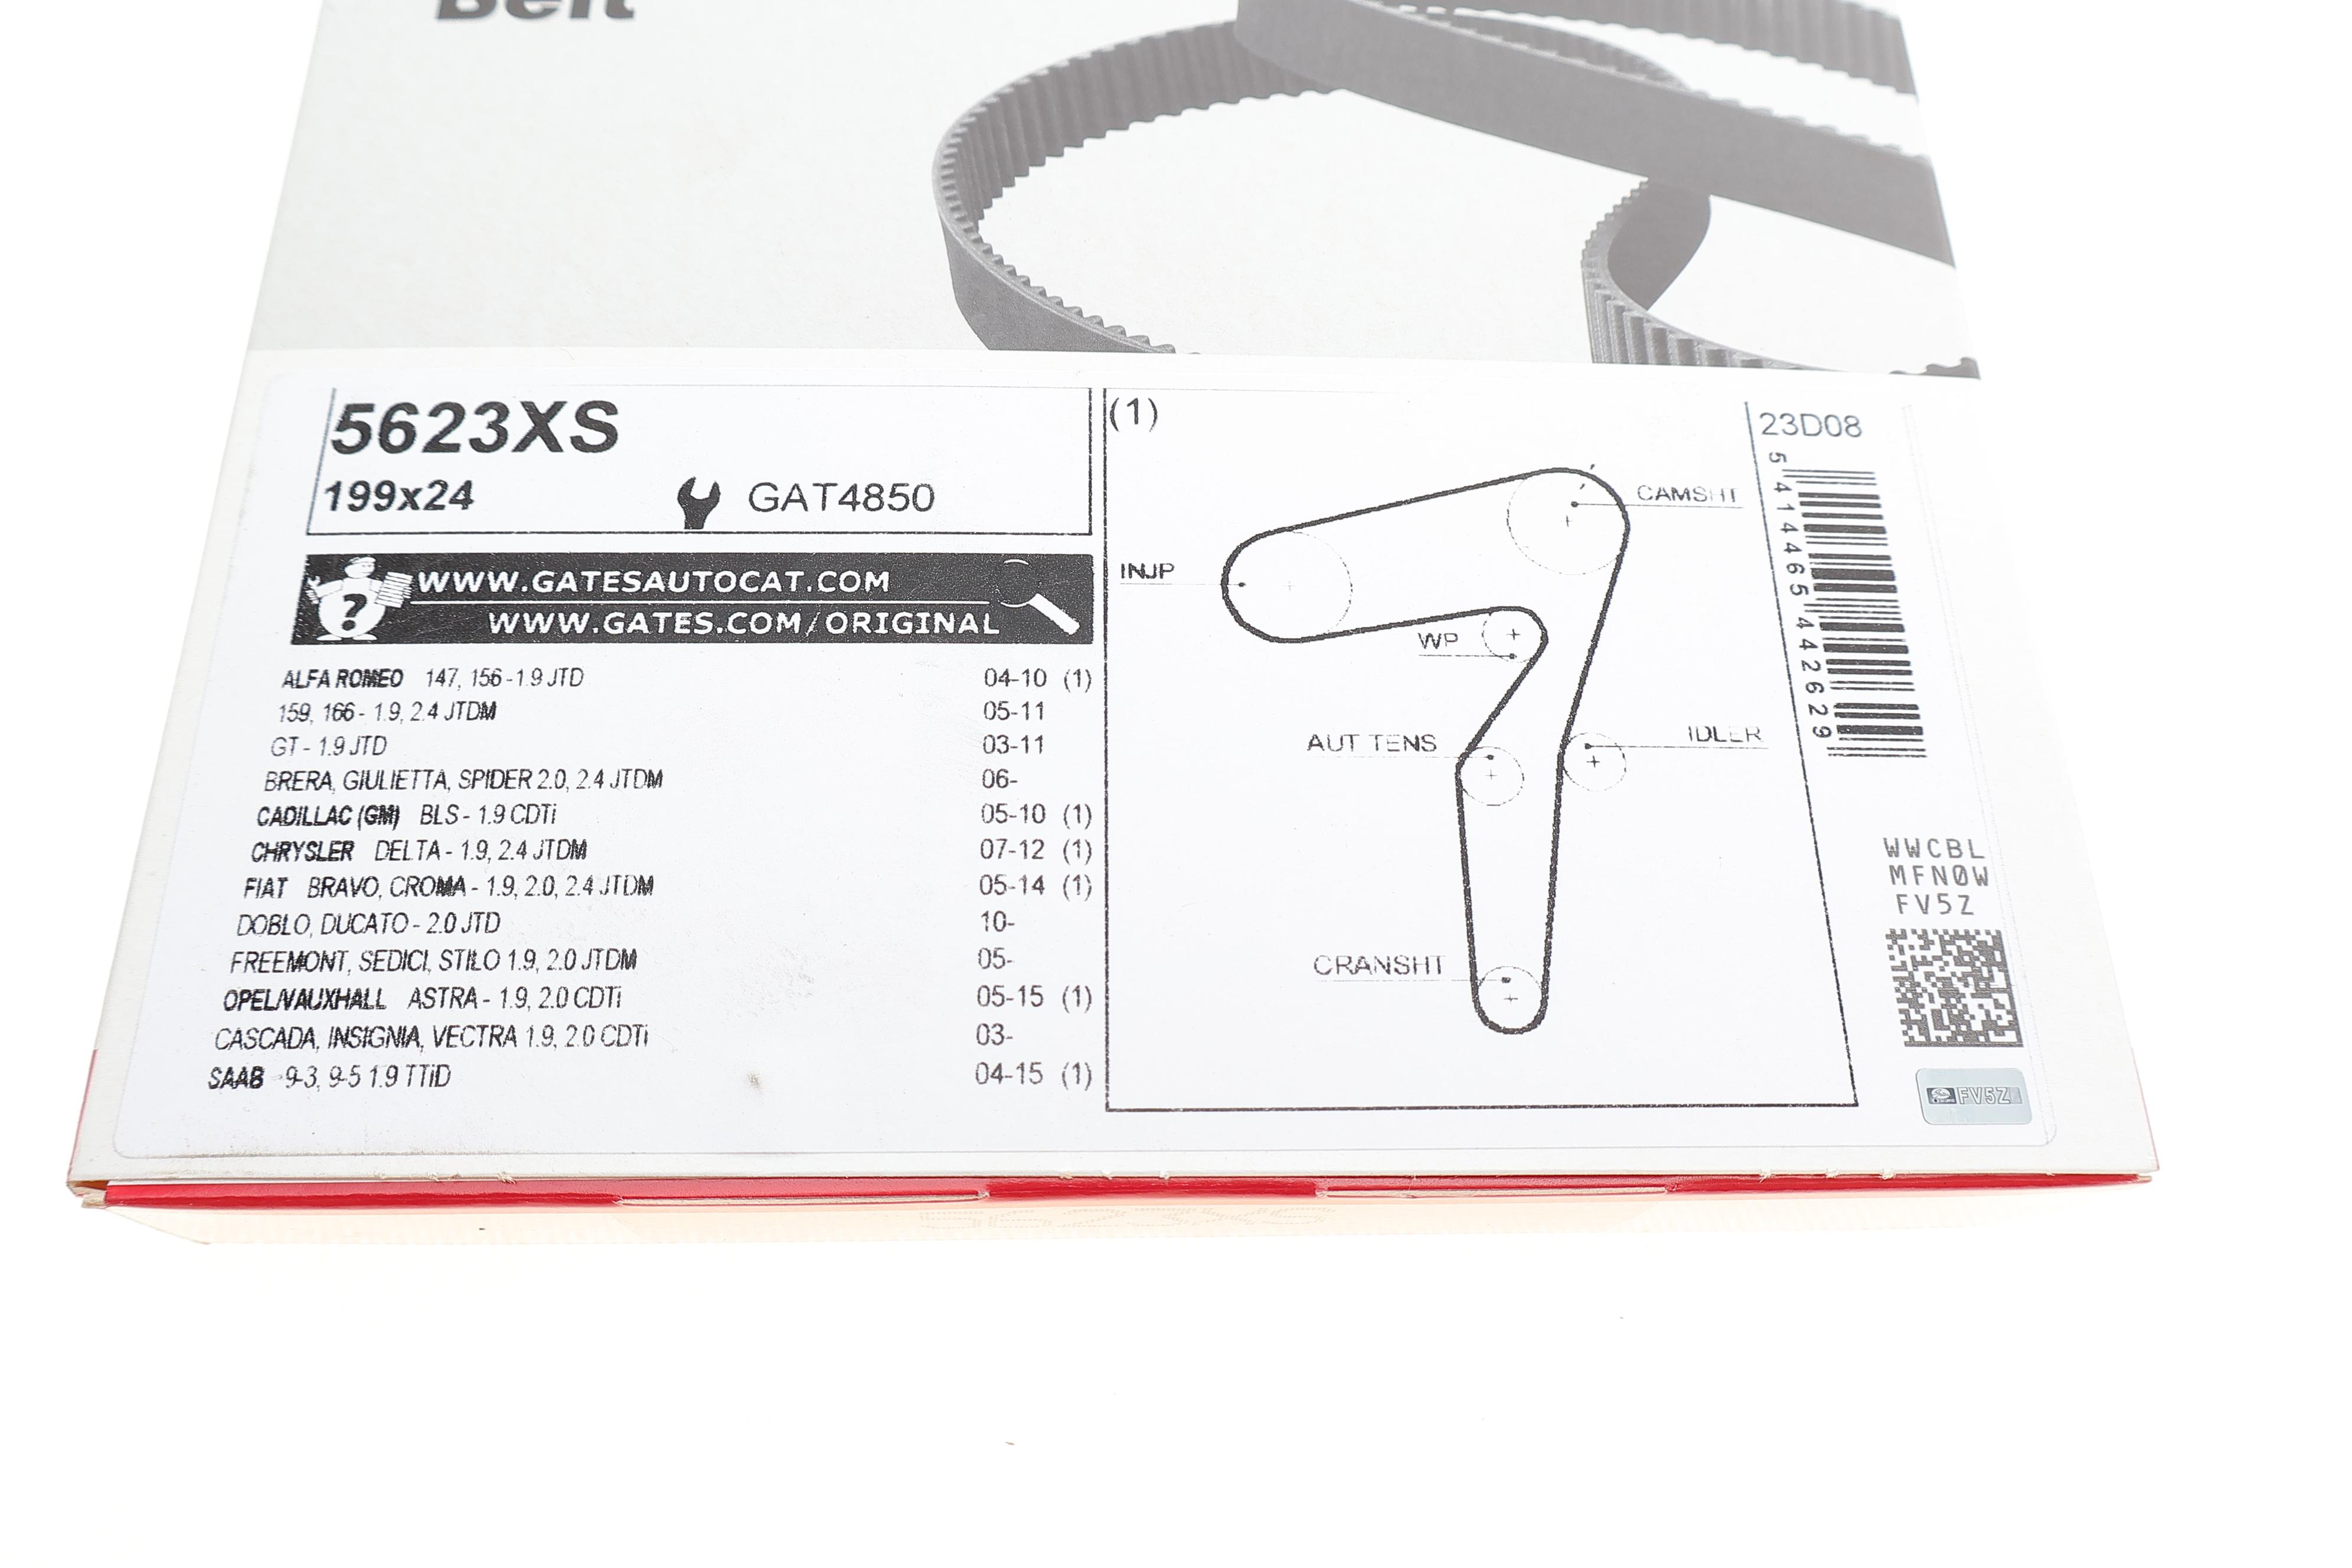 Belt
5623XS
199x24
GAT4850
WWW.GATESAUTOCAT.COM
?
WWW.GATES.COM/ORIGINAL
ALFA ROMEO 147, 156 - 1.9 JTD 04-10 (1)
159, 166 - 1.9, 2.4 JTDM 05-11
GT - 1.9 JTD 03-11
BRERA, GIULIETTA, SPIDER 2.0, 2.4 JTDM 06-
CADILLAC (GM) BLS - 1.9 CDTi 05-10 (1)
CHRYSLER DELTA - 1.9, 2.4 JTDM 07-12 (1)
FIAT BRAVO, CROMA - 1.9, 2.0, 2.4 JTDM 05-14 (1)
DOBLO, DUCATO - 2.0 JTD 10-
FREEMONT, SEDICI, STILO 1.9, 2.0 JTDM 05-
OPEL/VAUXHALL ASTRA - 1.9, 2.0 CDTi 05-15 (1)
CASCADA, INSIGNIA, VECTRA 1.9, 2.0 CDTi 03-
SAAB 9-3, 9-5 1.9 TTiD 04-15 (1)
(1)
CAMSHT
INJP
WP
AUT TENS
IDLER
CRANSHT
23D08
5 414465 442629
WWCBL
MFN0W
FV5Z
FV5Z